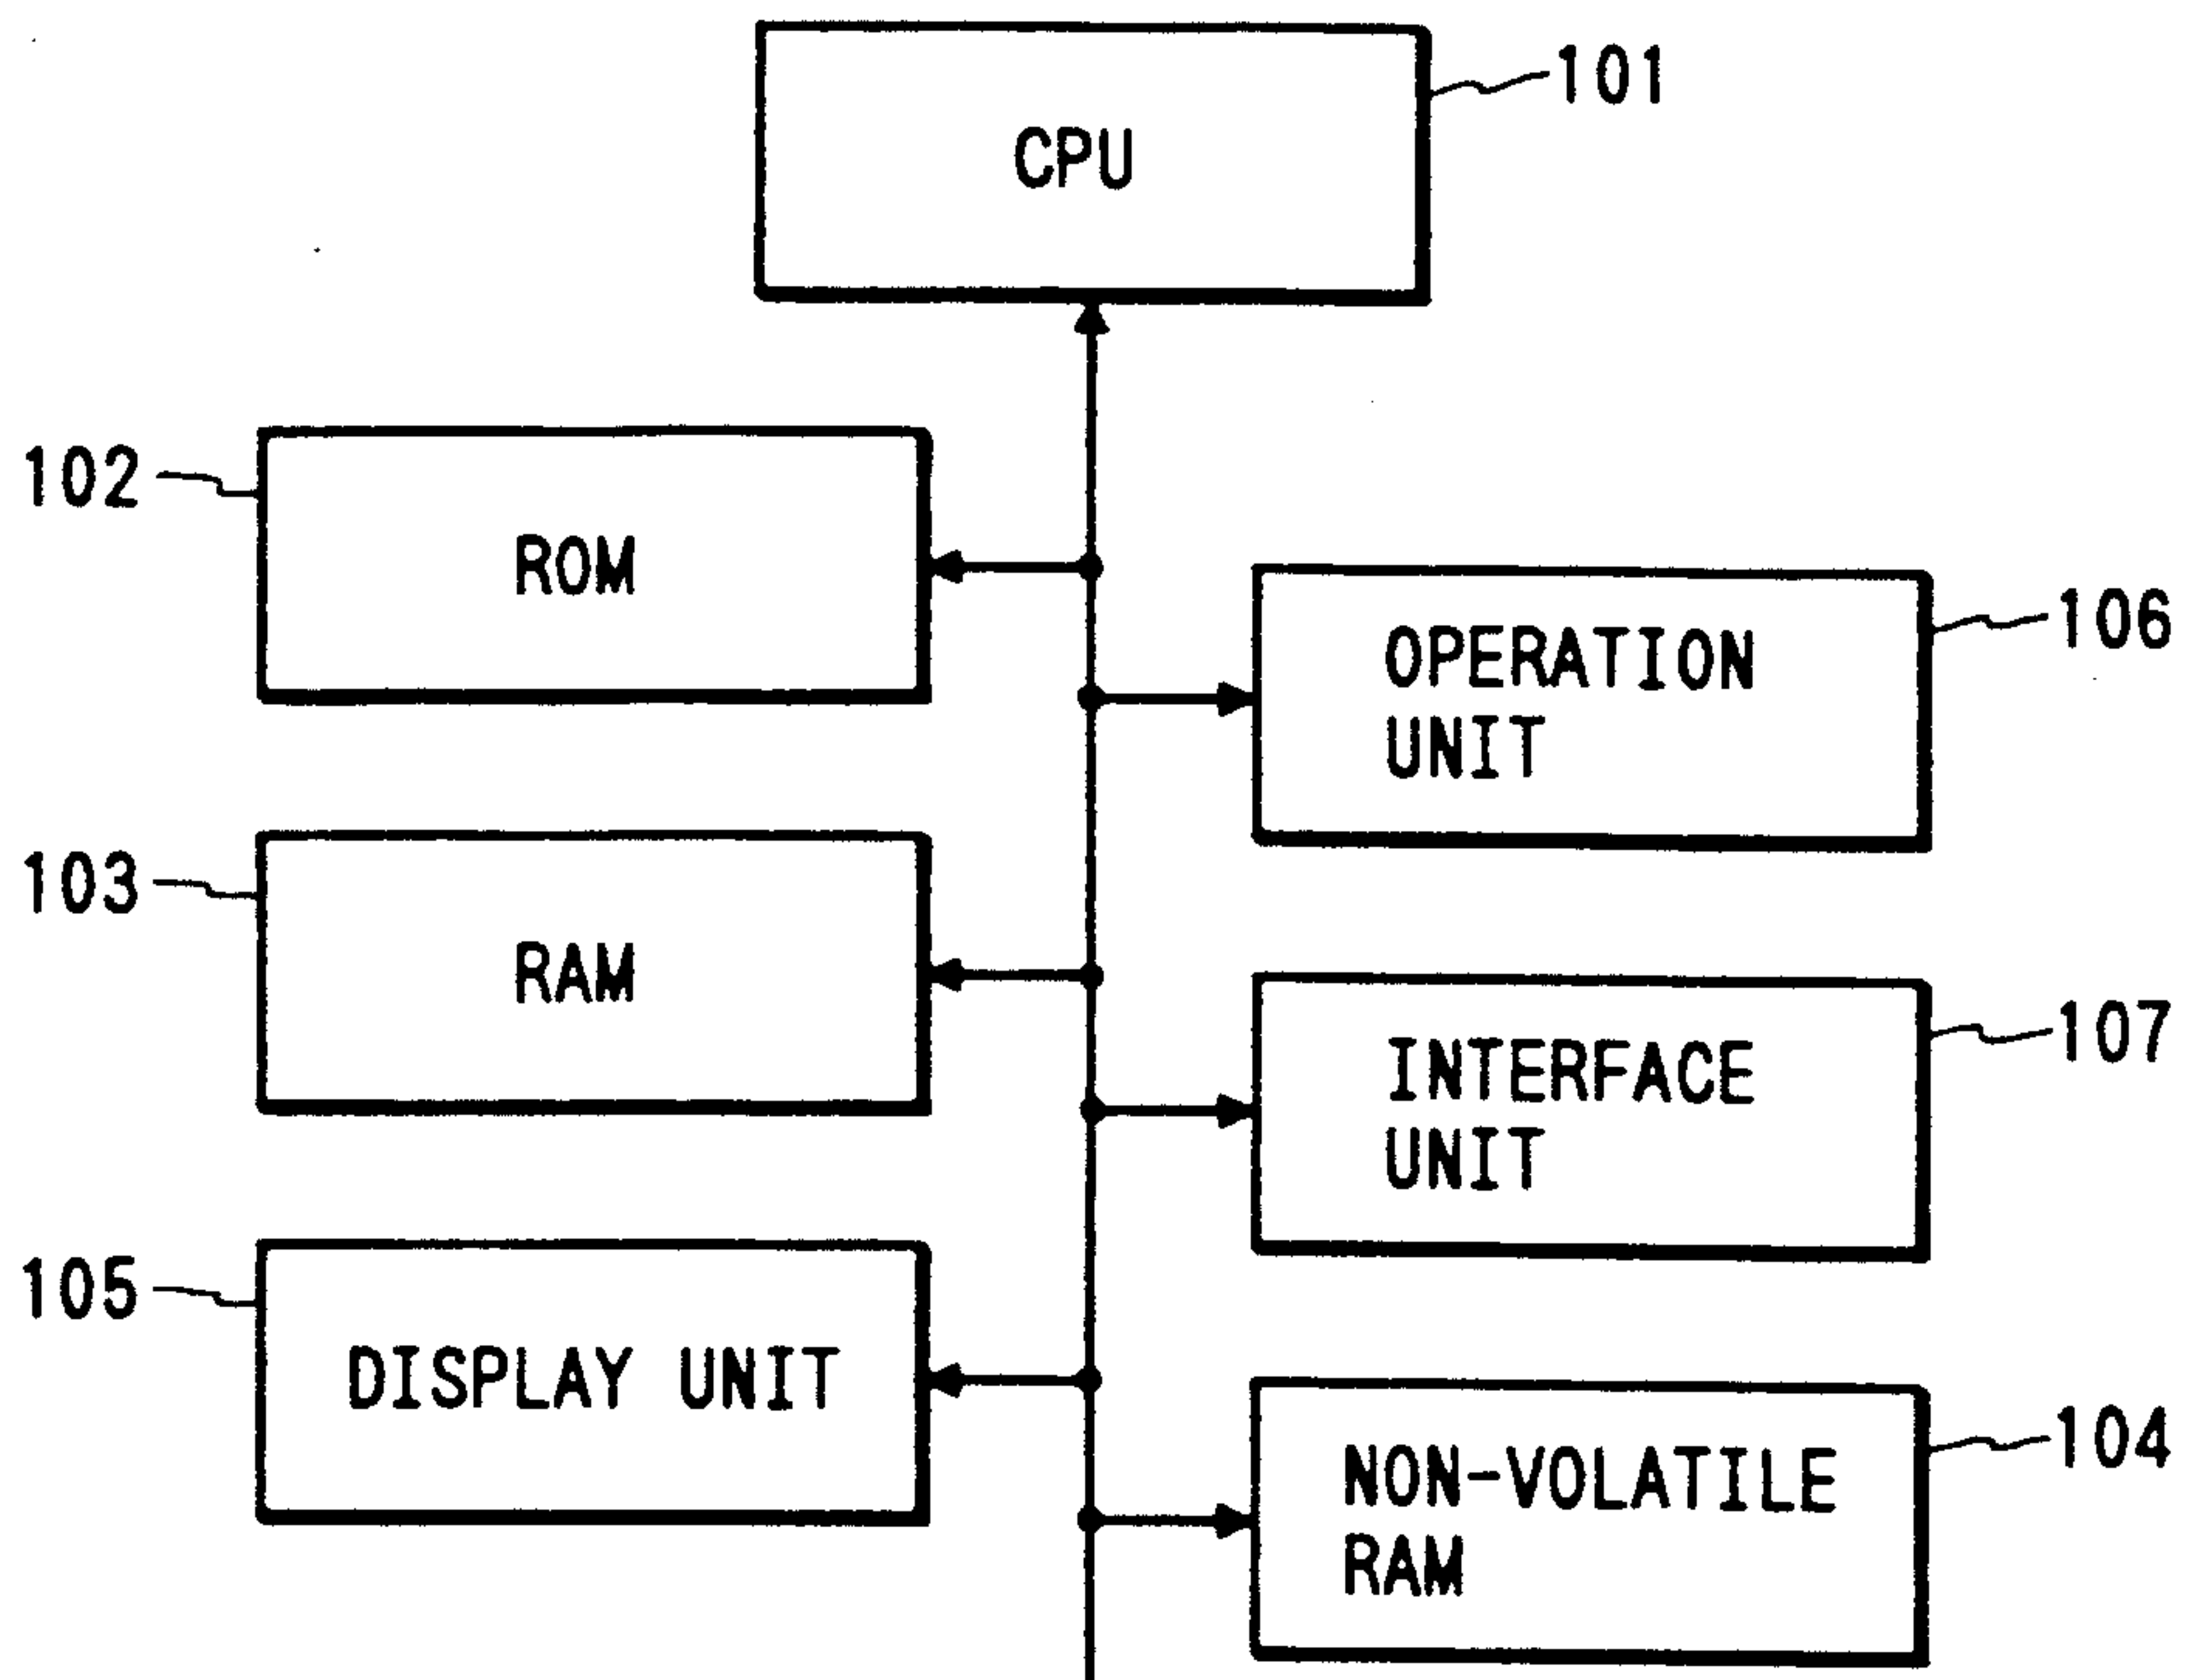 CPU
101
102
ROM
OPERATION
UNIT
106
103
RAM
INTERFACE
UNIT
107
105
DISPLAY UNIT
NON-VOLATILE
RAM
104